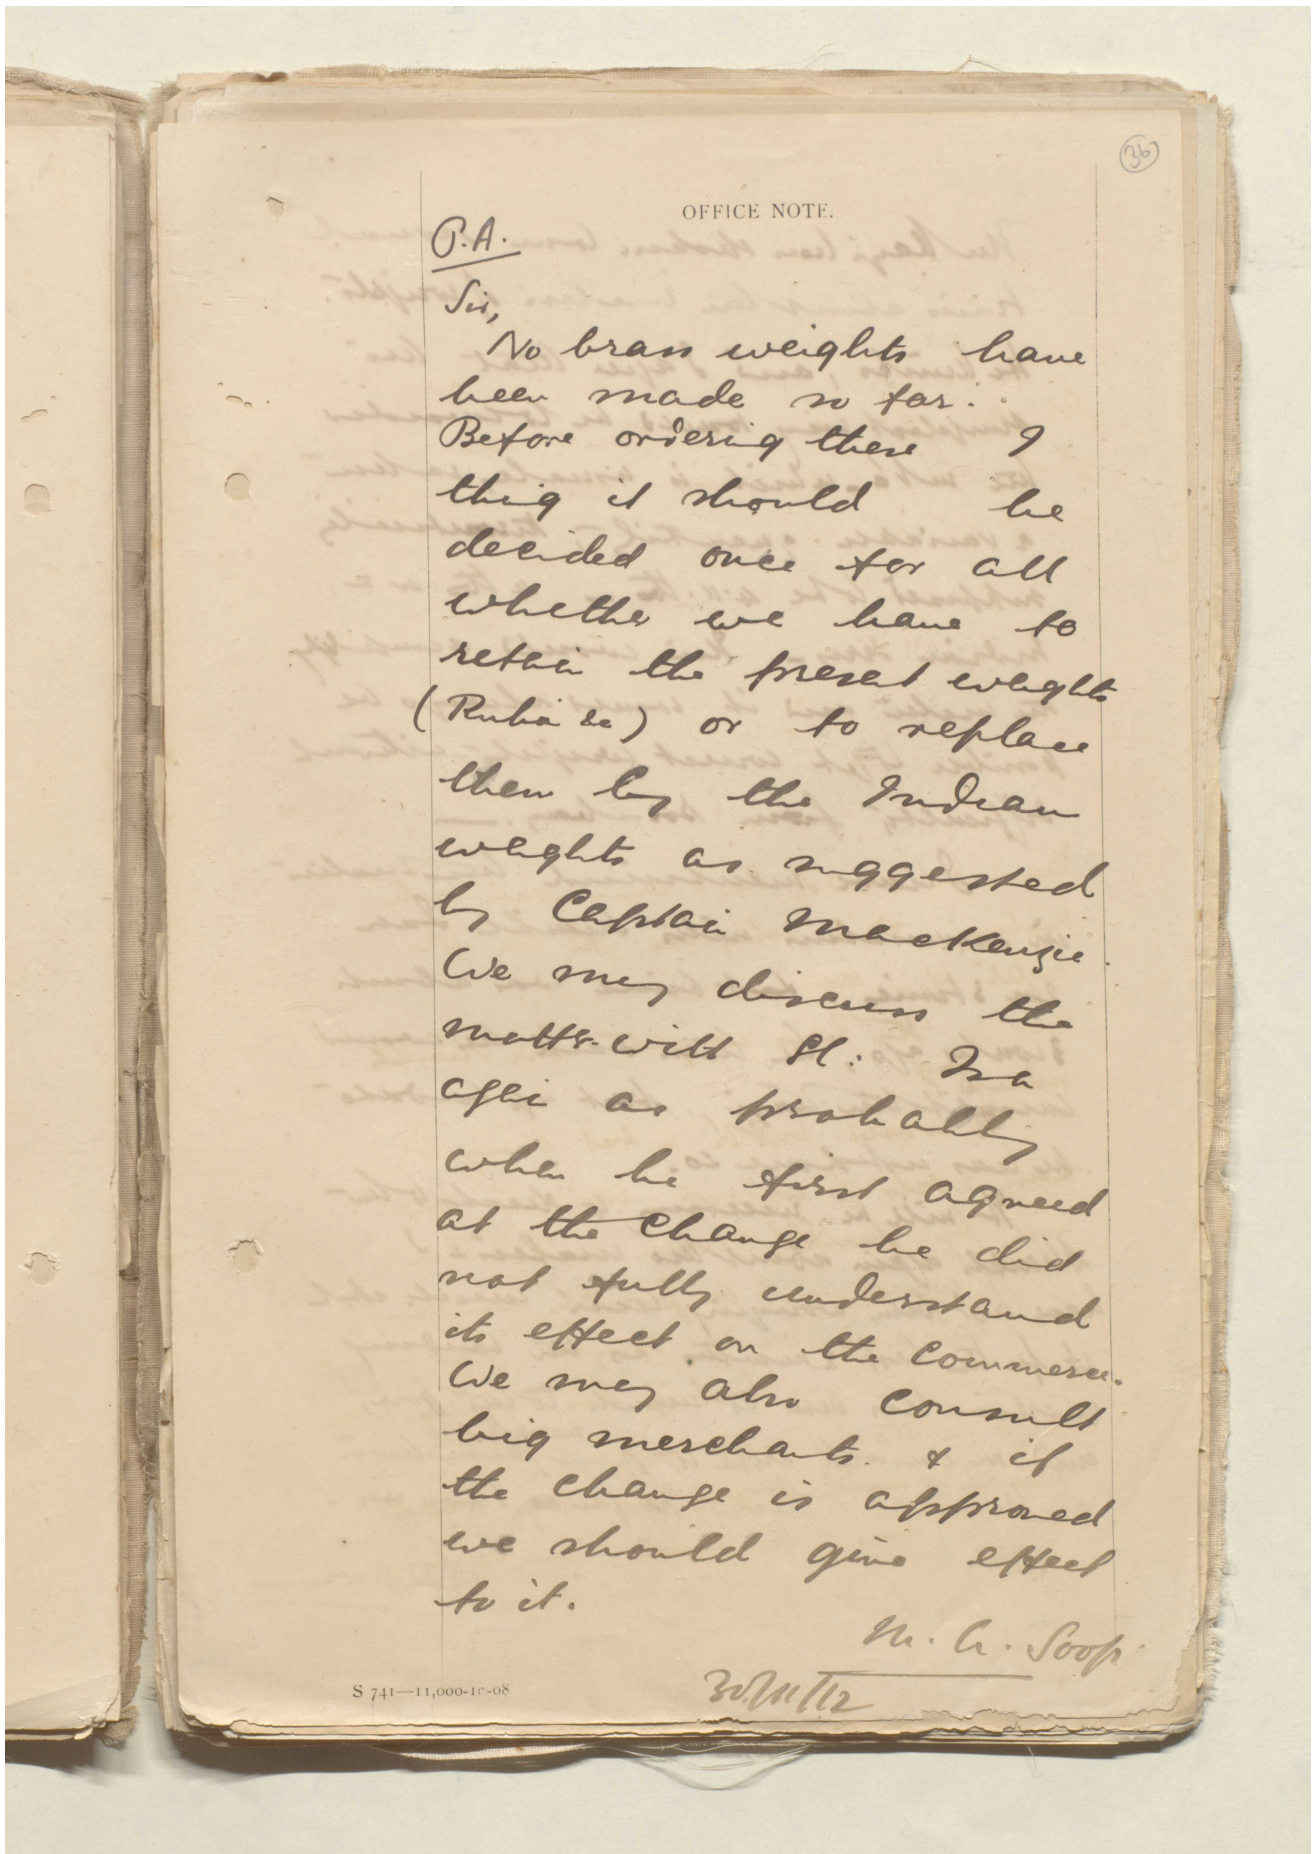 36
OFFICE NOTE.
P.A.
Sir,
No brass weights have
been made so far.
Before ordering these I
thig it should be
decided once for all
whether we have to
retain the present weights
(Ruba &c) or to replace
them by the Indian
weights as suggested
by Captain MacKenzie.
We may discuss the
matter with Sh: Isa
agai as probably
when he first agreed
at the change he did
not fully understand
its effect on the commerce.
We may also consult
big merchants. & if
the change is approved
we should give effect
to it.
30/11/12
S 741—11,000-10-08